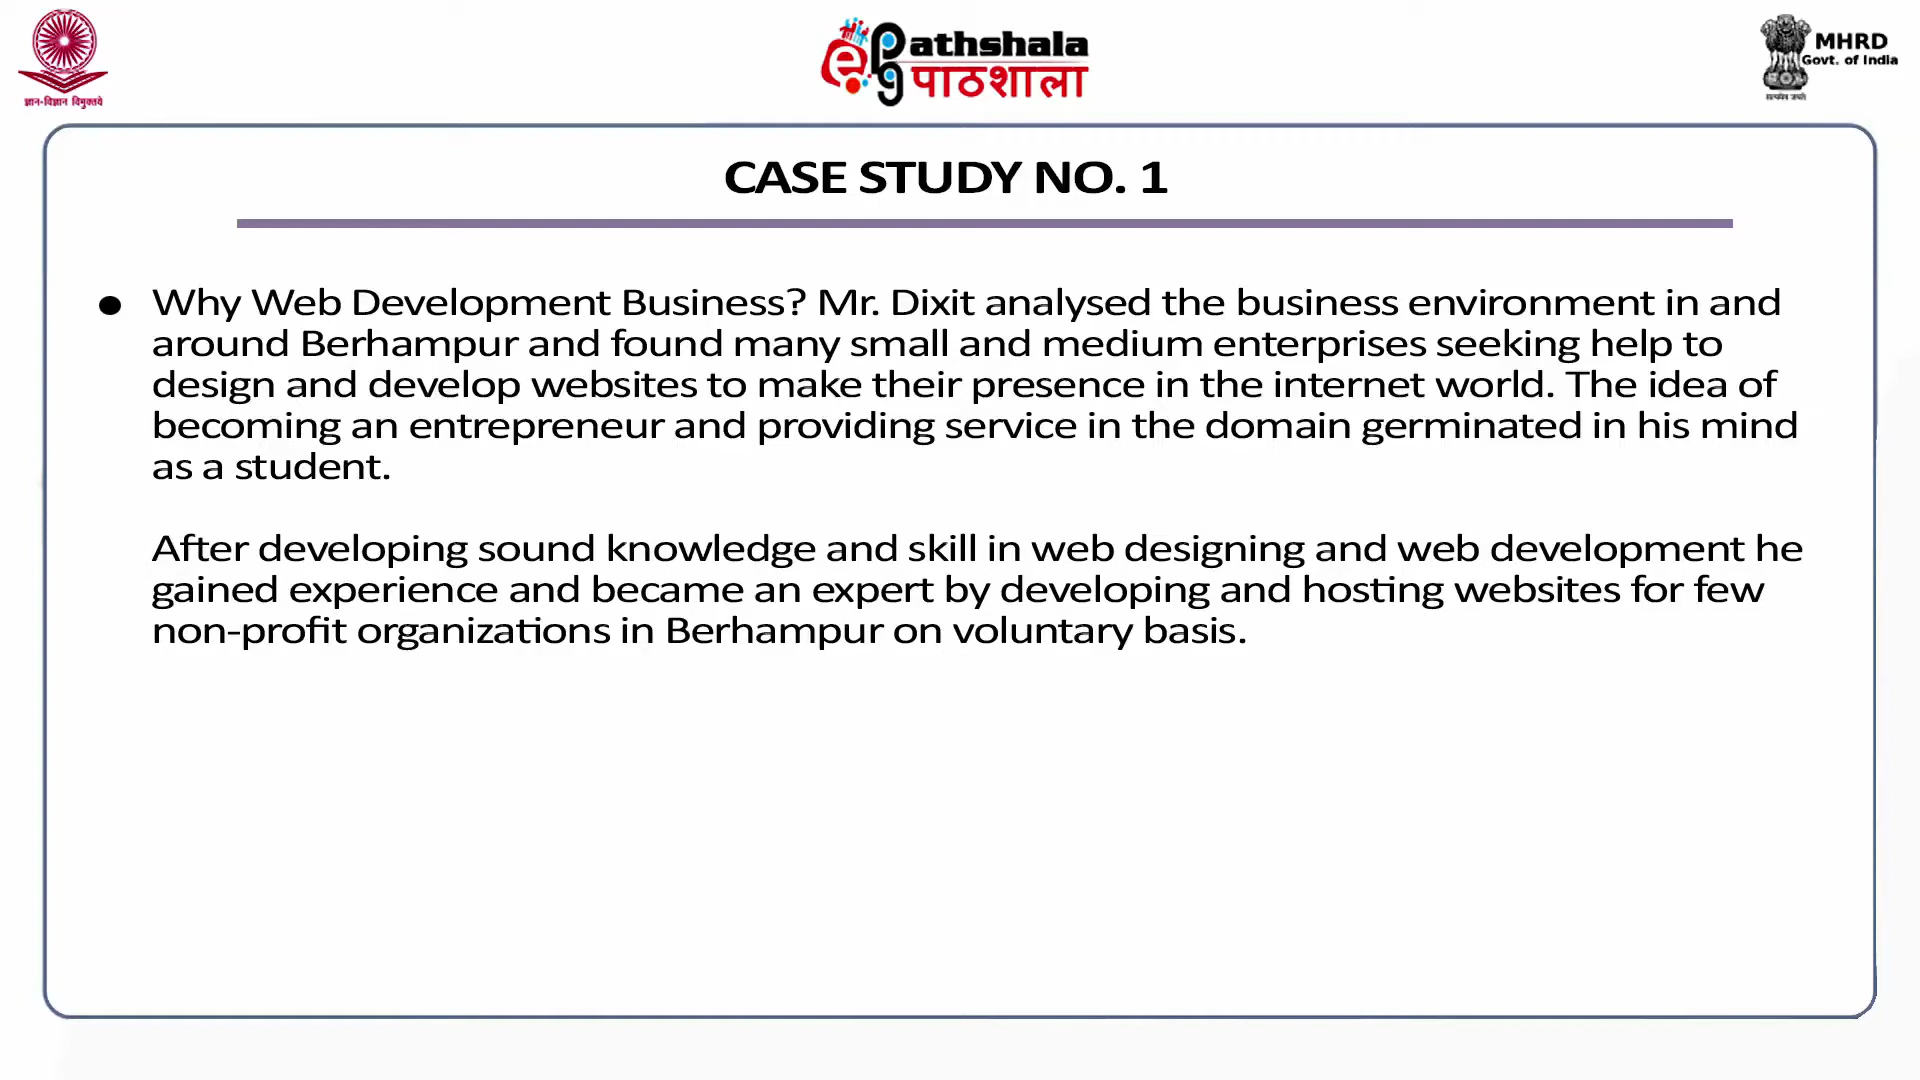 ज्ञान-विज्ञान विमुक्तये
ePGathshala
पाठशाला
MHRD
Govt. of India
सत्यमेव जयते
CASE STUDY NO. 1
● Why Web Development Business? Mr. Dixit analysed the business environment in and
around Berhampur and found many small and medium enterprises seeking help to
design and develop websites to make their presence in the internet world. The idea of
becoming an entrepreneur and providing service in the domain germinated in his mind
as a student.
After developing sound knowledge and skill in web designing and web development he
gained experience and became an expert by developing and hosting websites for few
non-profit organizations in Berhampur on voluntary basis.